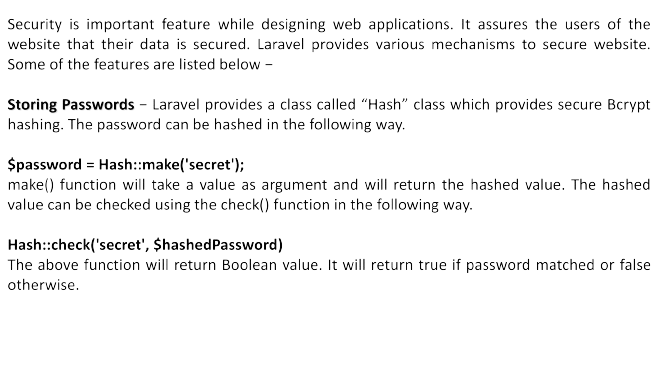 Security is important feature while designing web applications. It assures the users of the
website that their data is secured. Laravel provides various mechanisms to secure website.
Some of the features are listed below −
Storing Passwords − Laravel provides a class called “Hash” class which provides secure Bcrypt
hashing. The password can be hashed in the following way.
$password = Hash::make('secret');
make() function will take a value as argument and will return the hashed value. The hashed
value can be checked using the check() function in the following way.
Hash::check('secret', $hashedPassword)
The above function will return Boolean value. It will return true if password matched or false
otherwise.